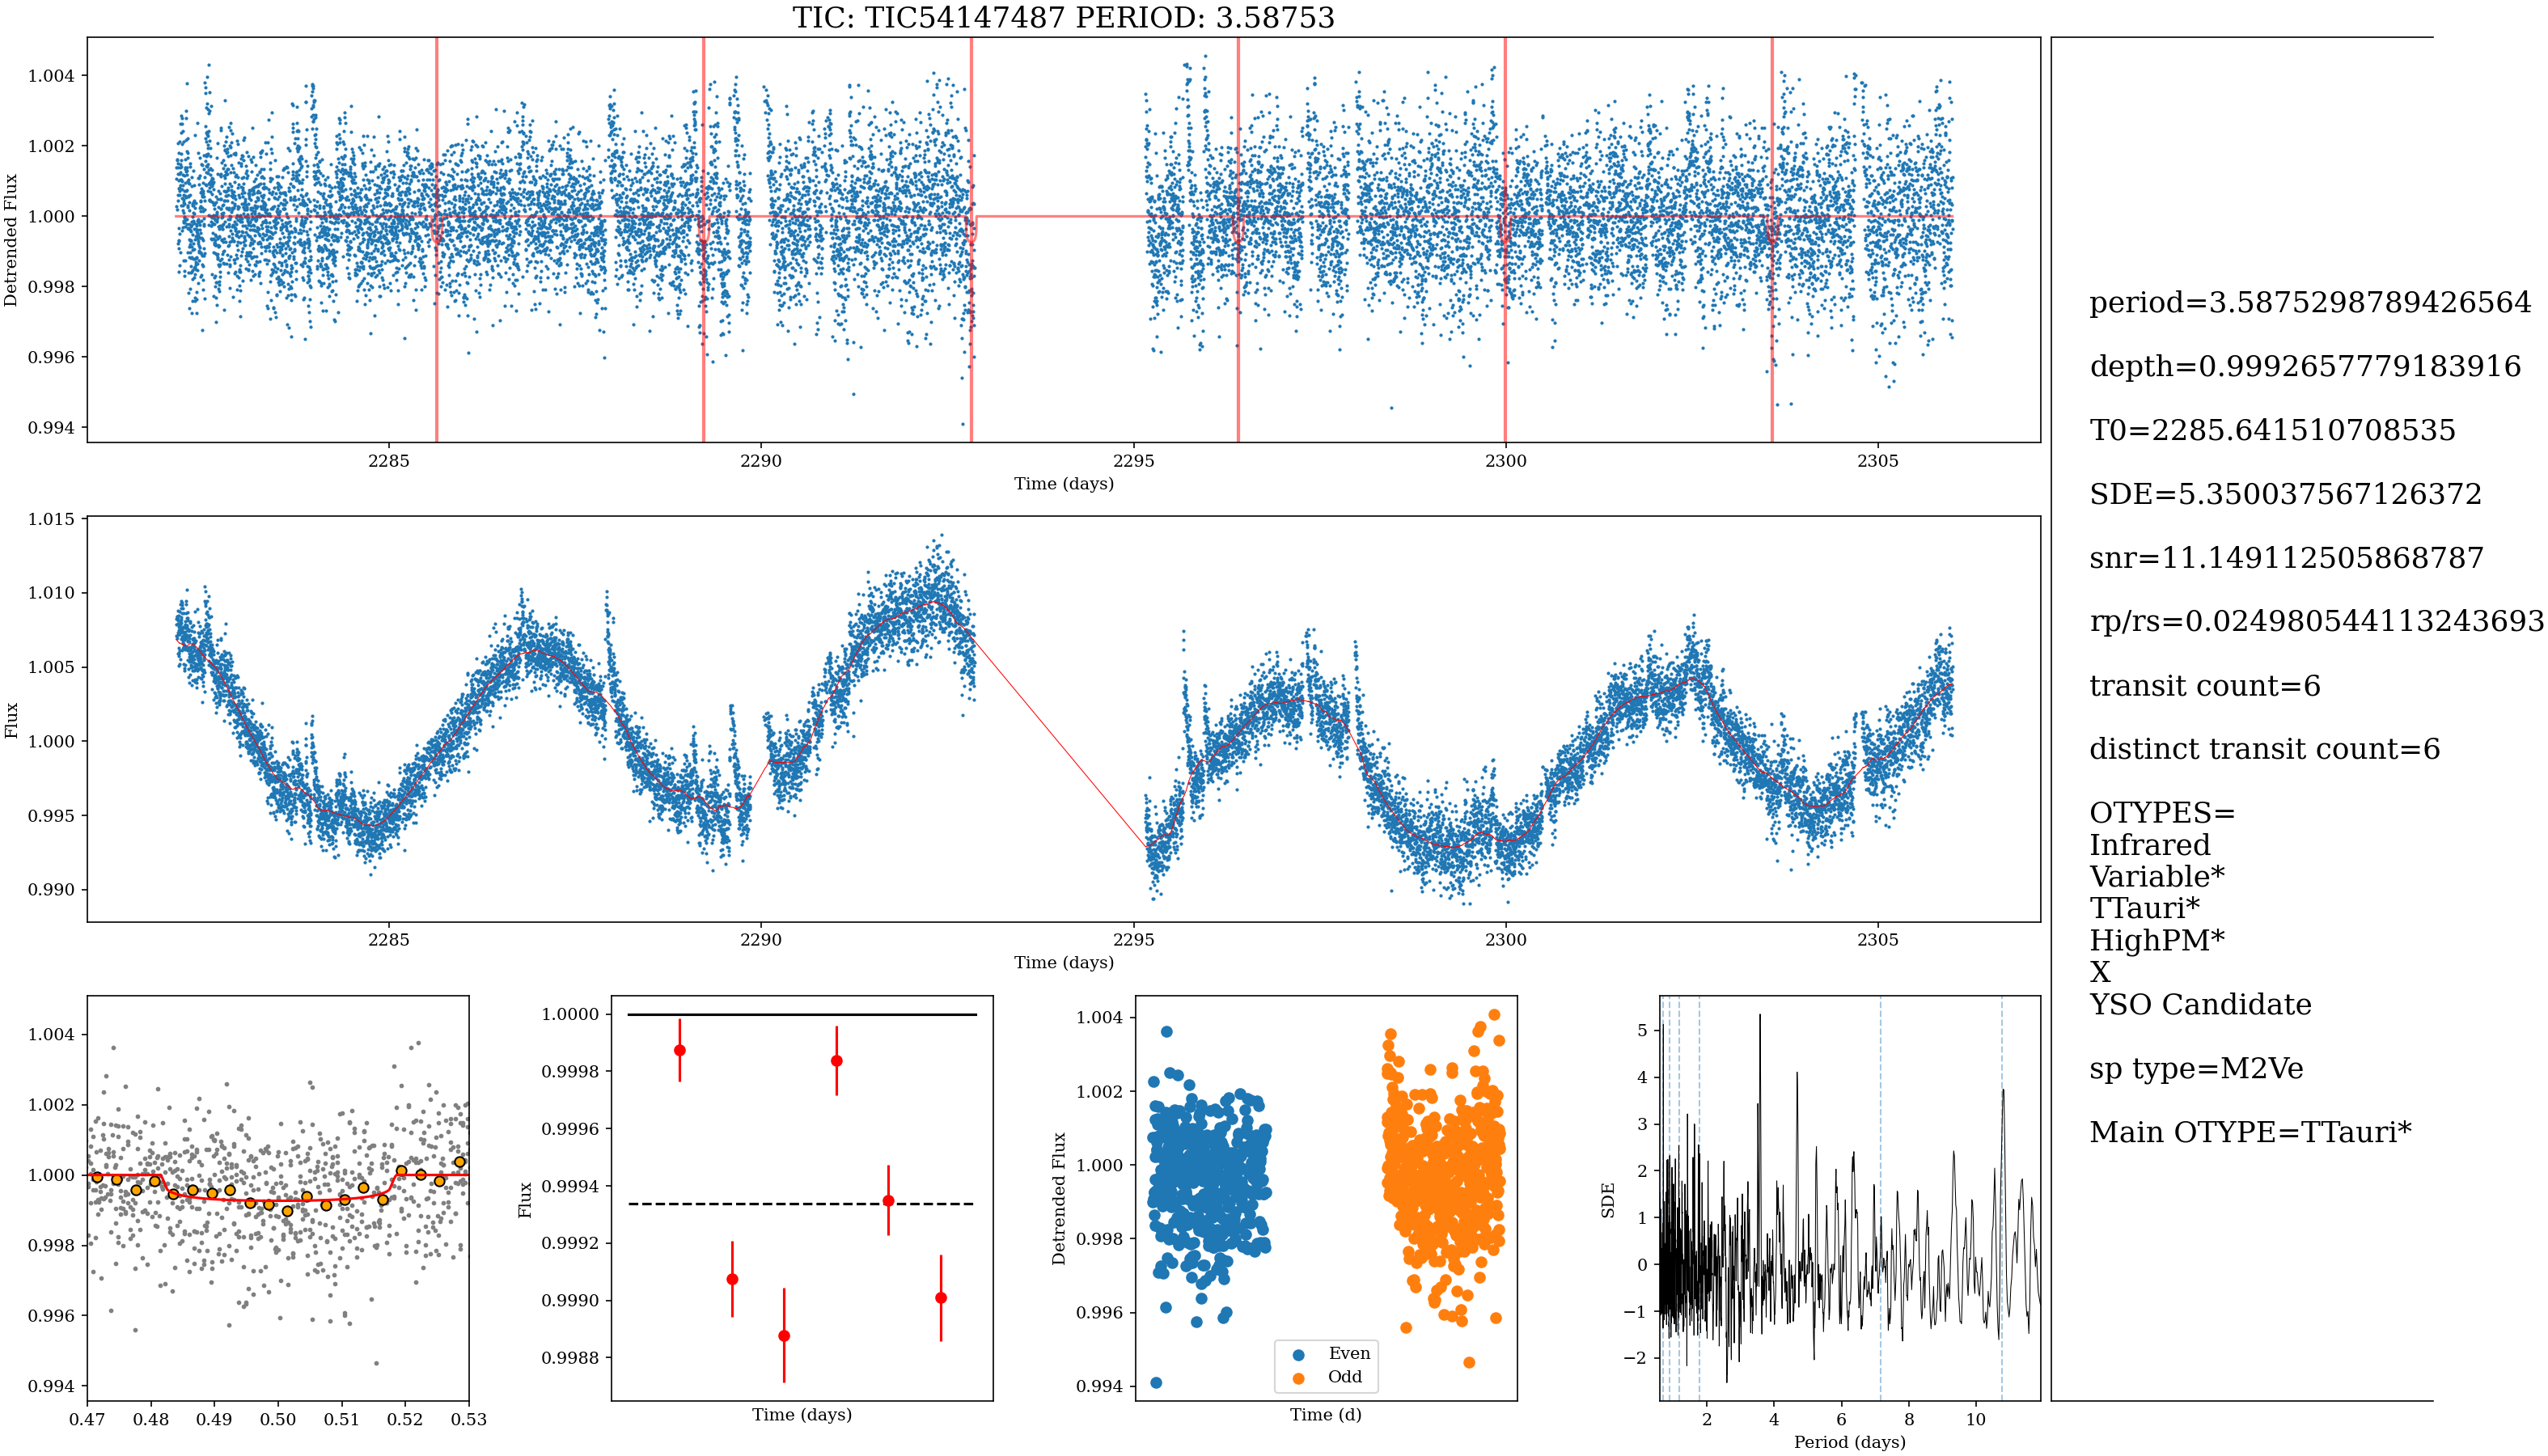 TIC: TIC54147487 PERIOD: 3.58753
1.004
1.002
1.000
0.998
0.996
0.994
Detrended Flux
2285
2290
2295
2300
2305
Time (days)
1.015
1.010
1.005
1.000
0.995
0.990
Flux
2285
2290
2295
2300
2305
Time (days)
1.004
1.002
1.000
0.998
0.996
0.994
0.47
0.48
0.49
0.50
0.51
0.52
0.53
1.0000
0.9998
0.9996
0.9994
0.9992
0.9990
0.9988
Flux
Time (days)
1.004
1.002
1.000
0.998
0.996
0.994
Detrended Flux
Even
Odd
Time (d)
5
4
3
2
1
0
−1
−2
SDE
2
4
6
8
10
Period (days)
period=3.5875298789426564
depth=0.9992657779183916
T0=2285.641510708535
SDE=5.350037567126372
snr=11.149112505868787
rp/rs=0.024980544113243693
transit count=6
distinct transit count=6
OTYPES=
Infrared
Variable*
TTauri*
HighPM*
X
YSO Candidate
sp type=M2Ve
Main OTYPE=TTauri*